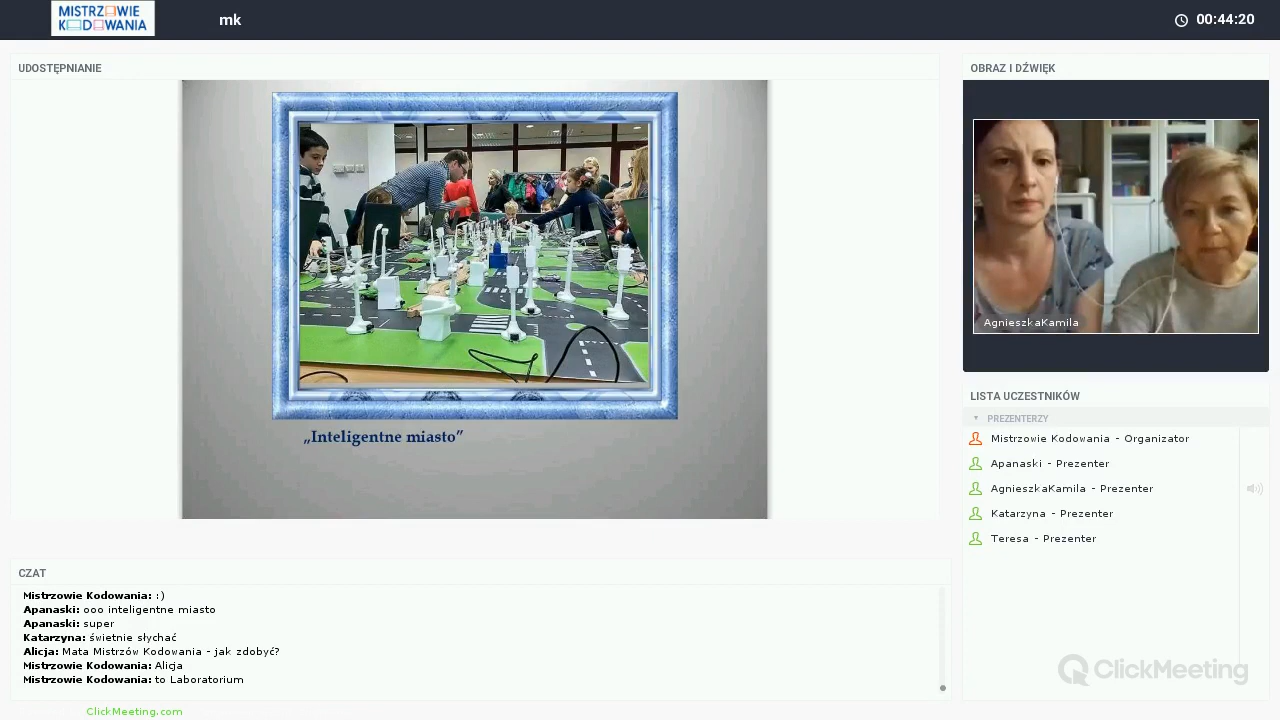 MISTRZOWIE
KODOWANIA
mk
00:44:20
UDOSTĘPNIANIE
„Inteligentne miasto”
OBRAZ I DŹWIĘK
AgnieszkaKamila
LISTA UCZESTNIKÓW
PREZENTERZY
Mistrzowie Kodowania - Organizator
Apanaski - Prezenter
AgnieszkaKamila - Prezenter
Katarzyna - Prezenter
Teresa - Prezenter
ClickMeeting
CZAT
Mistrzowie Kodowania: :)
Apanaski: ooo inteligentne miasto
Apanaski: super
Katarzyna: świetnie słychać
Alicja: Mata Mistrzów Kodowania - jak zdobyć?
Mistrzowie Kodowania: Alicja
Mistrzowie Kodowania: to Laboratorium
ClickMeeting.com